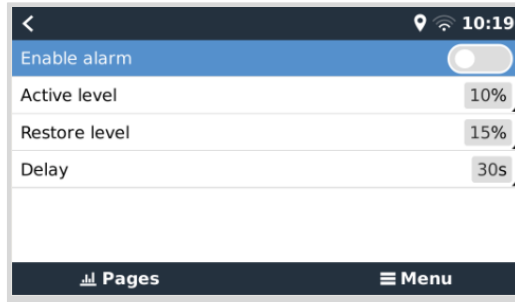 10:19
Enable alarm
Active level 10%
Restore level 15%
Delay 30s
Pages Menu